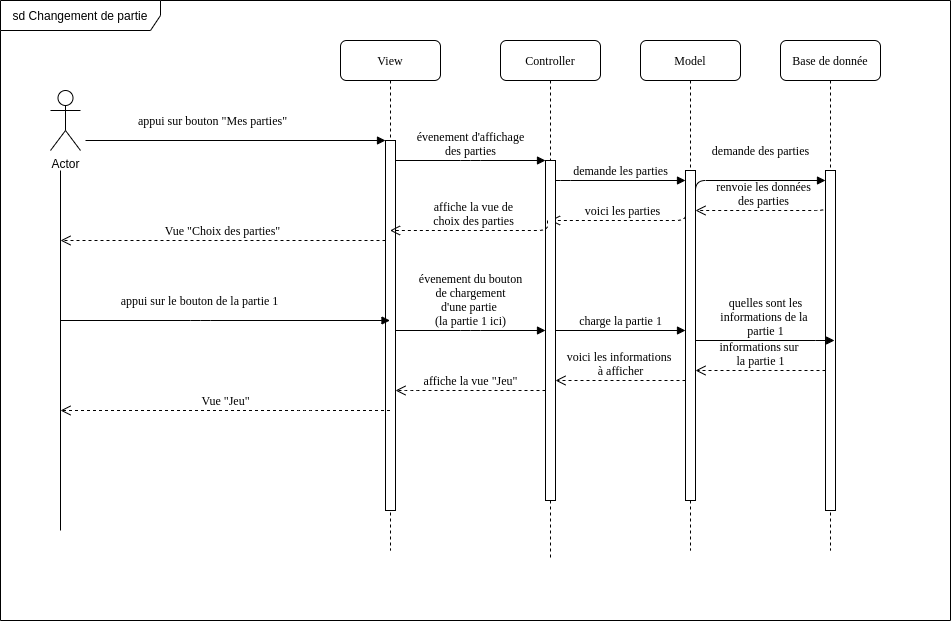 sd Changement de partie
View
Controller
Model
Base de donnée
Actor
appui sur bouton "Mes parties"
évenement d'affichage
des parties
demande les parties
demande des parties
renvoie les données
des parties
voici les parties
affiche la vue de
choix des parties
Vue "Choix des parties"
appui sur le bouton de la partie 1
évenement du bouton
de chargement
d'une partie
(la partie 1 ici)
charge la partie 1
quelles sont les
informations de la
partie 1
informations sur
la partie 1
voici les informations
à afficher
affiche la vue "Jeu"
Vue "Jeu"